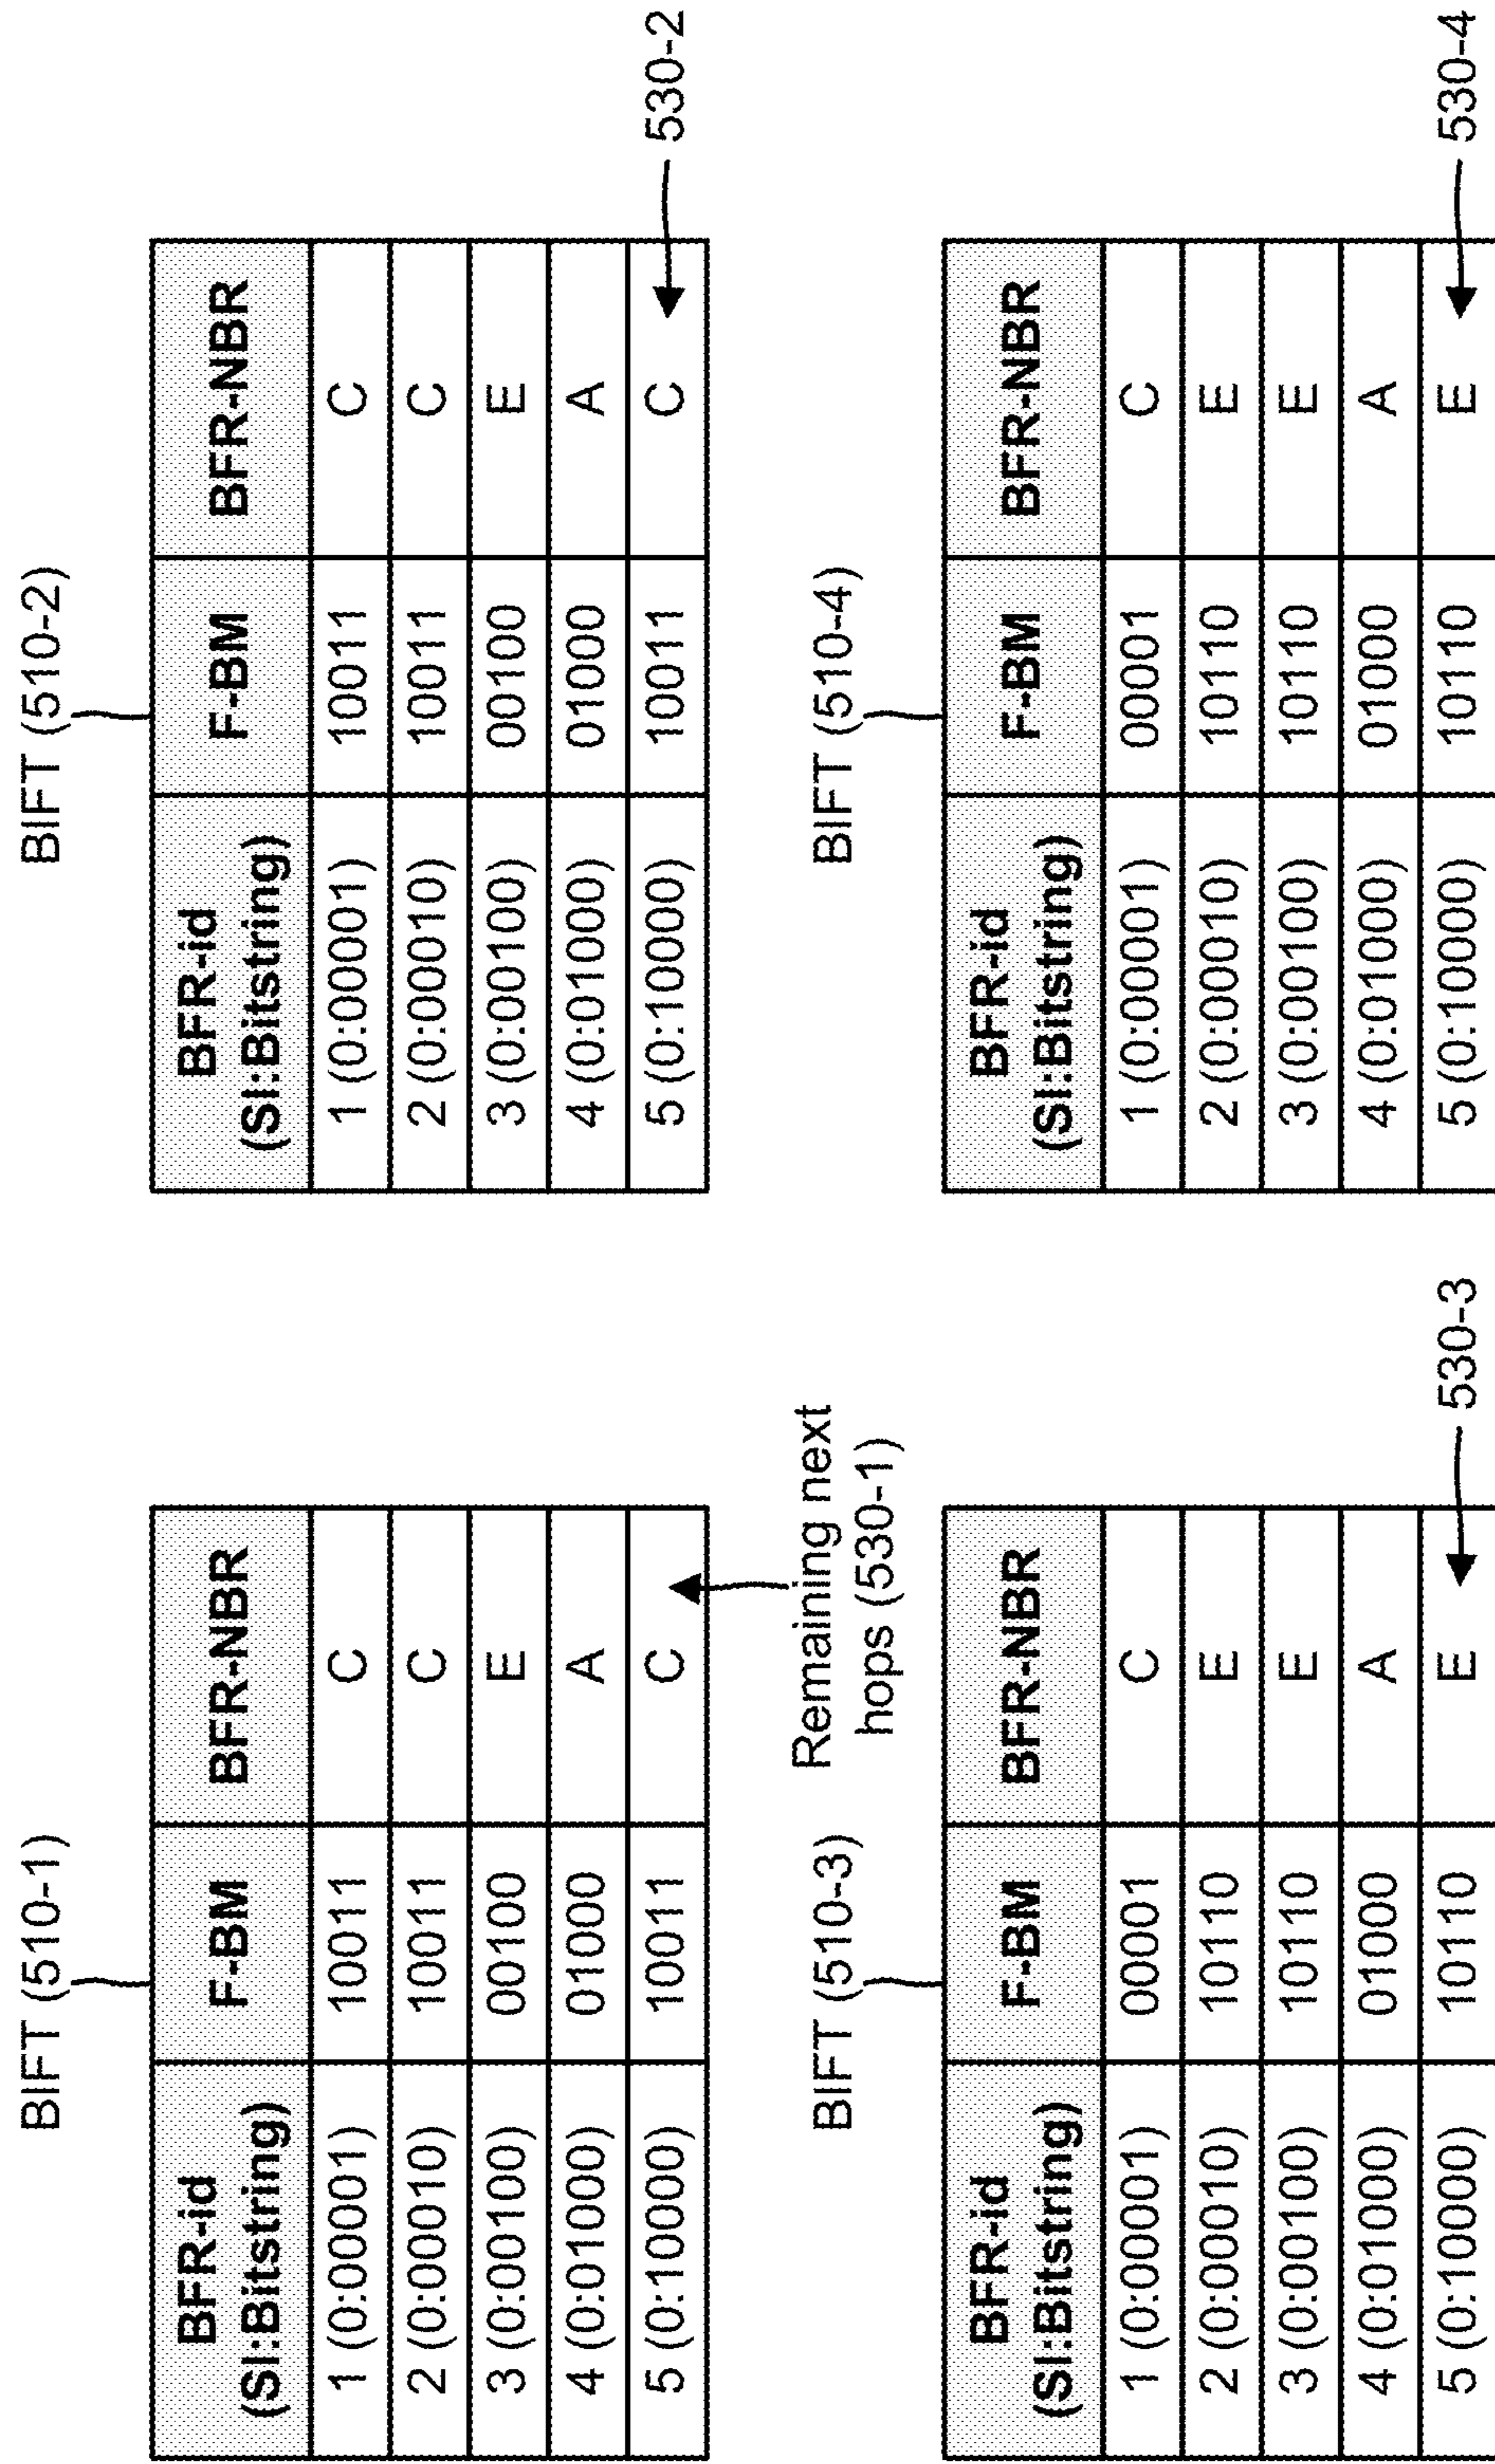 BIFT (510-1)
BFR-id
(SI:Bitstring) F-BM BFR-NBR
1 (0:00001) 10011 C
2 (0:00010) 10011 C
3 (0:00100) 00100 E
4 (0:01000) 01000 A
5 (0:10000) 10011 C
Remaining next
hops (530-1)
BIFT (510-2)
BFR-id
(SI:Bitstring) F-BM BFR-NBR
1 (0:00001) 10011 C
2 (0:00010) 10011 C
3 (0:00100) 00100 E
4 (0:01000) 01000 A
5 (0:10000) 10011 C
530-2
BIFT (510-3)
BFR-id
(SI:Bitstring) F-BM BFR-NBR
1 (0:00001) 00001 C
2 (0:00010) 10110 E
3 (0:00100) 10110 E
4 (0:01000) 01000 A
5 (0:10000) 10110 E
530-3
BIFT (510-4)
BFR-id
(SI:Bitstring) F-BM BFR-NBR
1 (0:00001) 00001 C
2 (0:00010) 10110 E
3 (0:00100) 10110 E
4 (0:01000) 01000 A
5 (0:10000) 10110 E
530-4